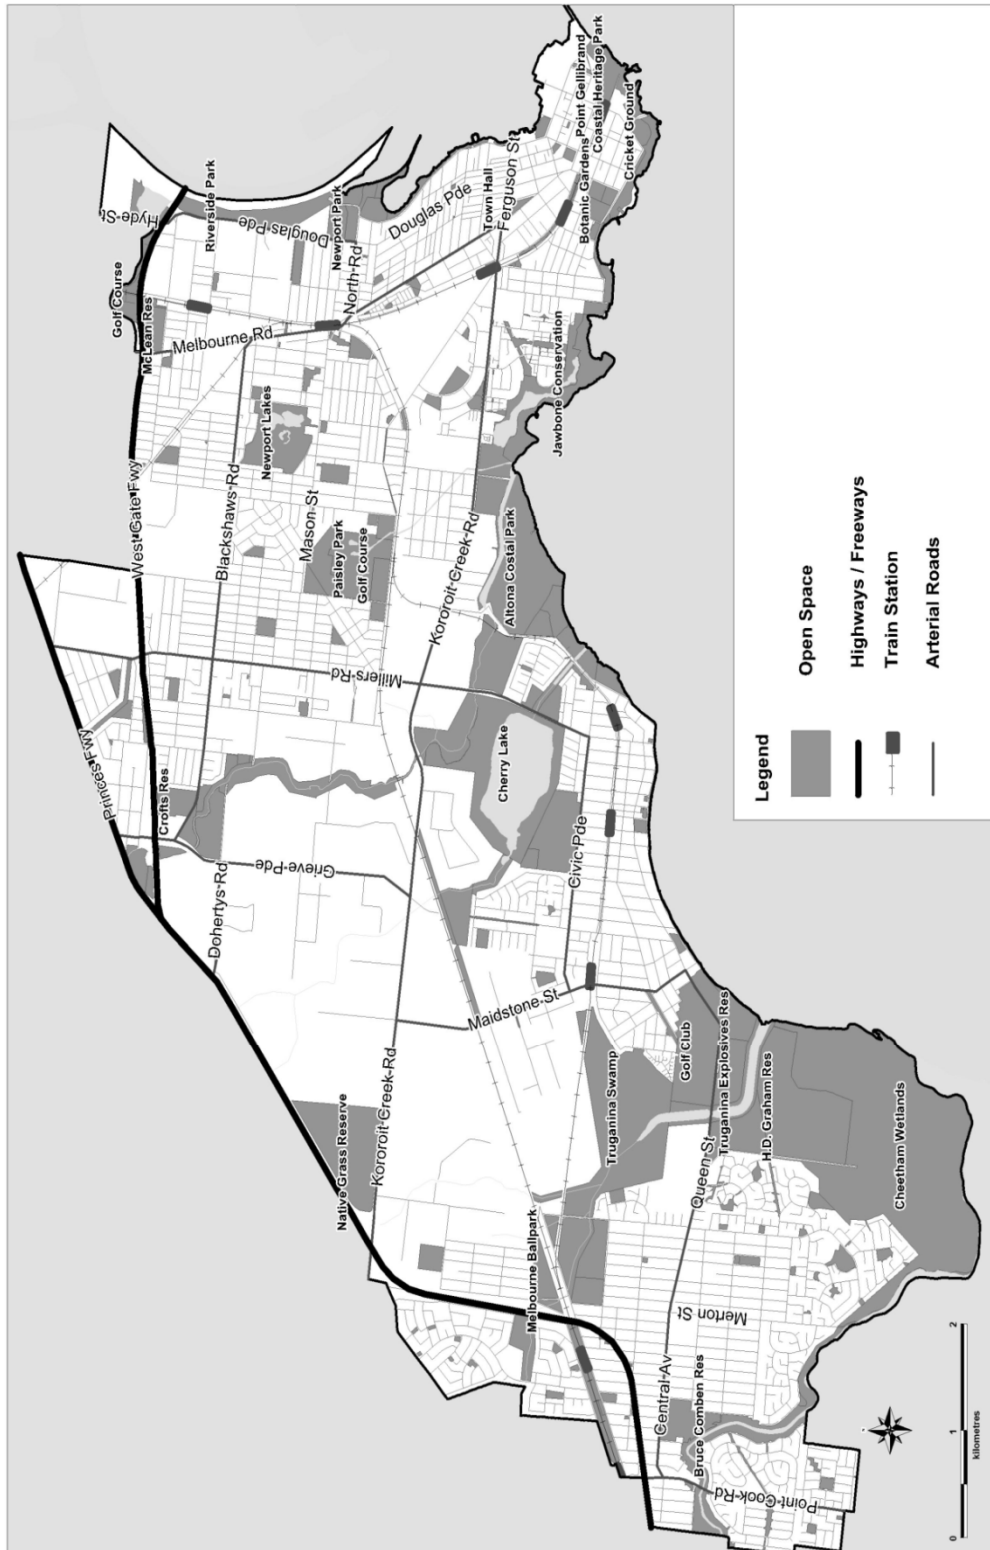 Hyde St
Golf Course
McLean Res
Riverside Park
Douglas Pde
Melbourne Rd
Newport Park
North Rd
Douglas Pde
Town Hall
Ferguson St
Botanic Gardens
Point Gellibrand
Coastal Heritage Park
Cricket Ground
Newport Lakes
West Gate Fwy
Blackshaws Rd
Mason St
Paisley Park
Golf Course
Kororoit Creek Rd
Altona Costal Park
Jawbone Conservation
Princes Fwy
Crofts Res
Millers Rd
Cherry Lake
Civic Pde
Grieve Pde
Dohertys Rd
Maidstone St
Kororoit Creek Rd
Native Grass Reserve
Truganina Swamp
Golf Club
Truganina Explosives Res
H.D. Graham Res
Queen St
Cheetham Wetlands
Melbourne Ballpark
Merton St
Central Av
Bruce Comben Res
Point Cook Rd
Legend
Open Space
Highways / Freeways
Train Station
Arterial Roads
0 1 2
kilometres